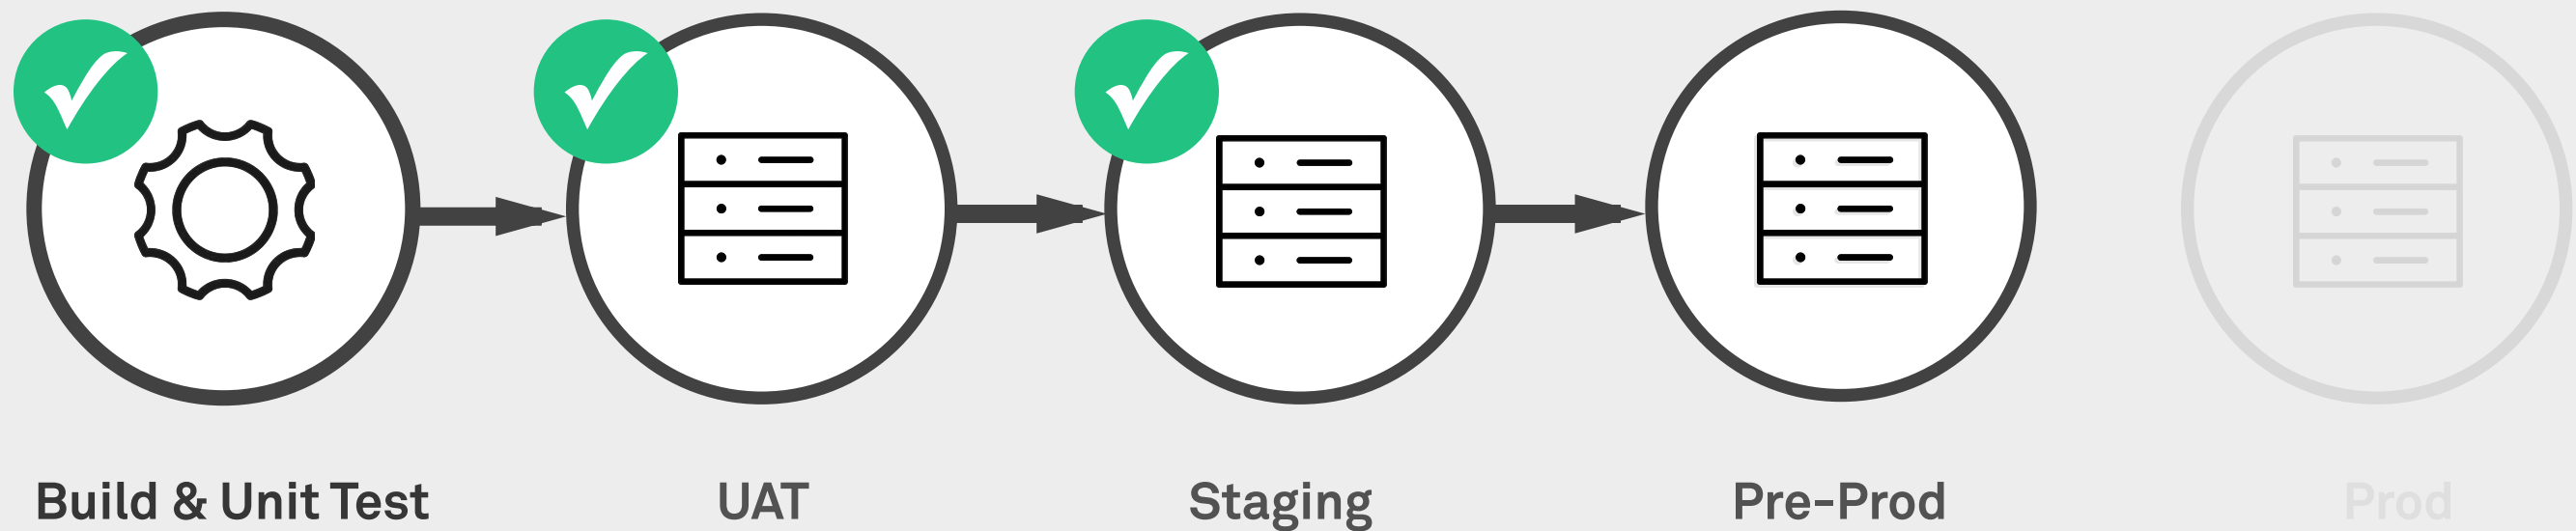 Build & Unit Test
UAT
Staging
Pre-Prod
Prod